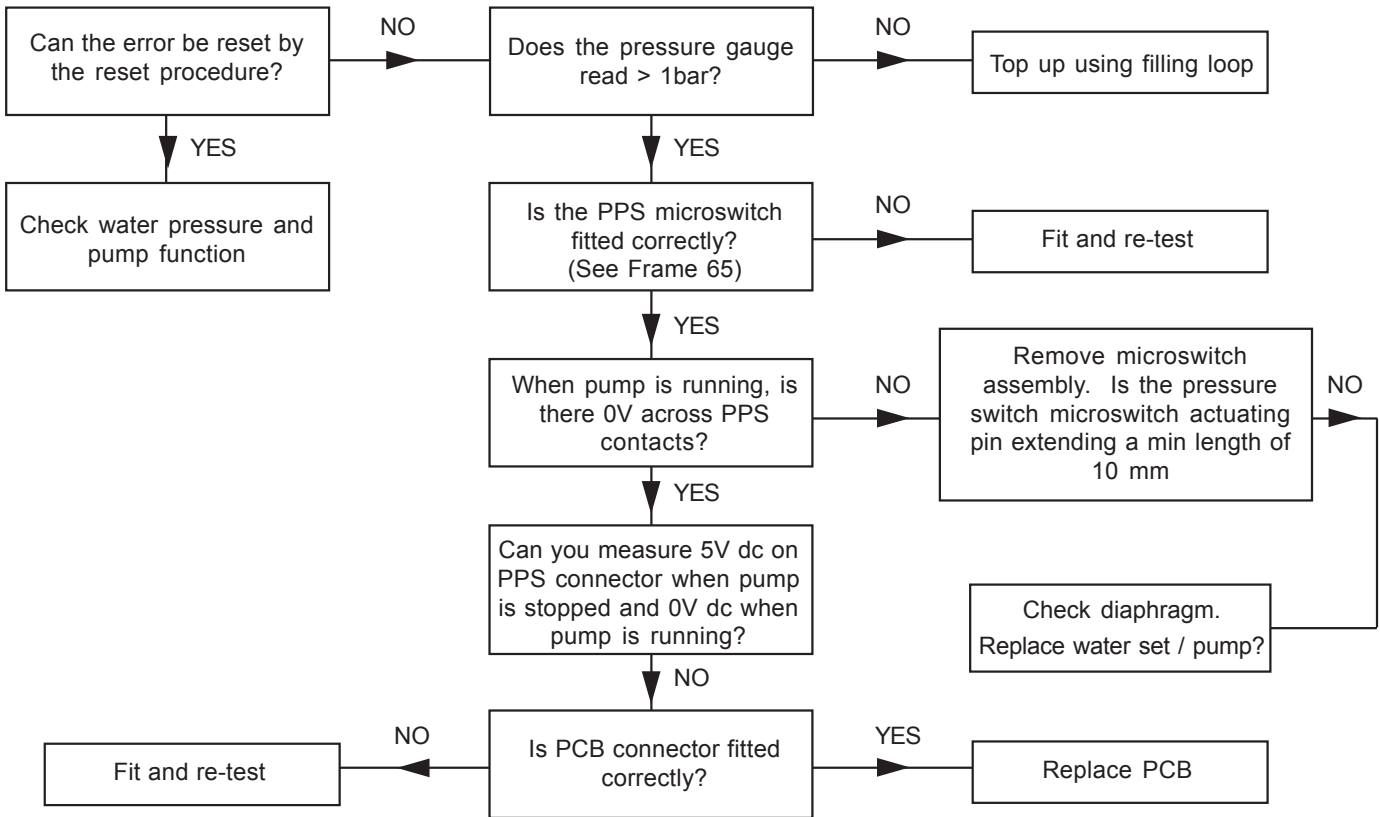 Can the error be reset by
the reset procedure?
NO
Does the pressure gauge
read > 1bar?
NO
Top up using filling loop
YES
YES
Check water pressure and
pump function
Is the PPS microswitch
fitted correctly?
(See Frame 65)
NO
Fit and re-test
YES
When pump is running, is
there 0V across PPS
contacts?
NO
Remove microswitch
assembly. Is the pressure
switch microswitch actuating
pin extending a min length of
10 mm
NO
YES
Can you measure 5V dc on
PPS connector when pump
is stopped and 0V dc when
pump is running?
Check diaphragm.
Replace water set / pump?
NO
Is PCB connector fitted
correctly?
NO
Fit and re-test
YES
Replace PCB